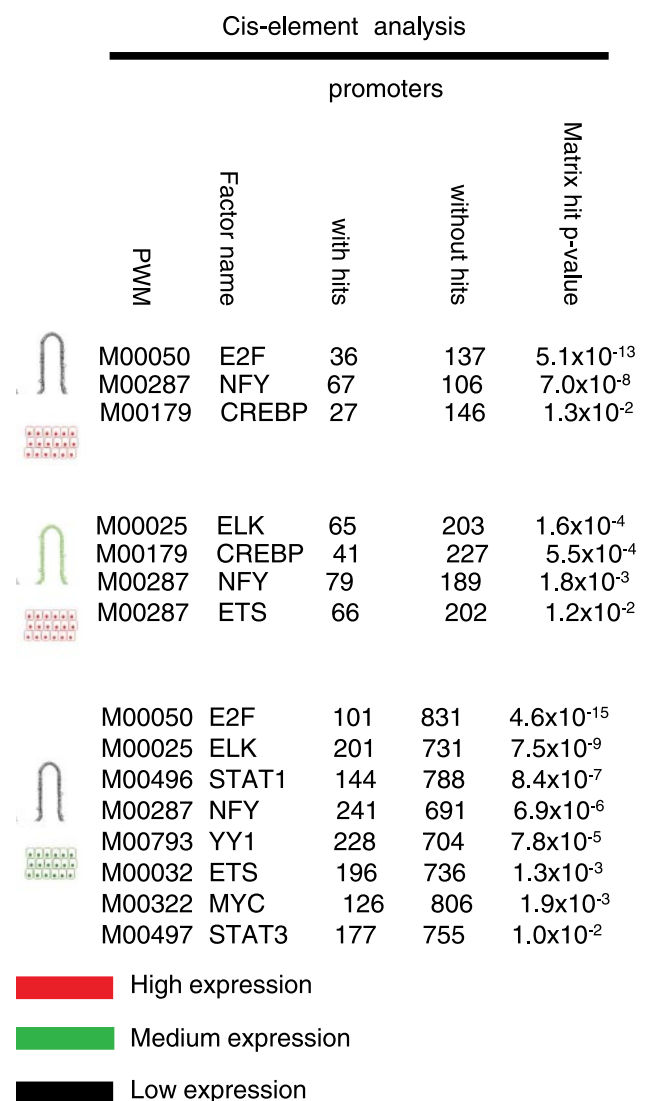 Cis-element analysis
promoters
PWM Factor name with hits without hits Matrix hit p-value
M00050 E2F 36 137 5.1x10⁻¹³
M00287 NFY 67 106 7.0x10⁻⁸
M00179 CREBP 27 146 1.3x10⁻²
M00025 ELK 65 203 1.6x10⁻⁴
M00179 CREBP 41 227 5.5x10⁻⁴
M00287 NFY 79 189 1.8x10⁻³
M00287 ETS 66 202 1.2x10⁻²
M00050 E2F 101 831 4.6x10⁻¹⁵
M00025 ELK 201 731 7.5x10⁻⁹
M00496 STAT1 144 788 8.4x10⁻⁷
M00287 NFY 241 691 6.9x10⁻⁶
M00793 YY1 228 704 7.8x10⁻⁵
M00032 ETS 196 736 1.3x10⁻³
M00322 MYC 126 806 1.9x10⁻³
M00497 STAT3 177 755 1.0x10⁻²
High expression
Medium expression
Low expression